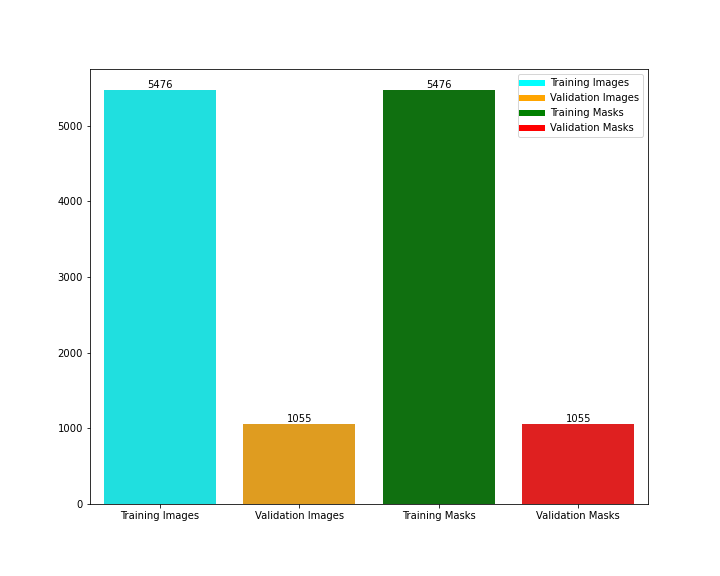 5476
5476
Training Images
Validation Images
Training Masks
Validation Masks
5000
4000
3000
2000
1055
1055
1000
0
Training Images
Validation Images
Training Masks
Validation Masks